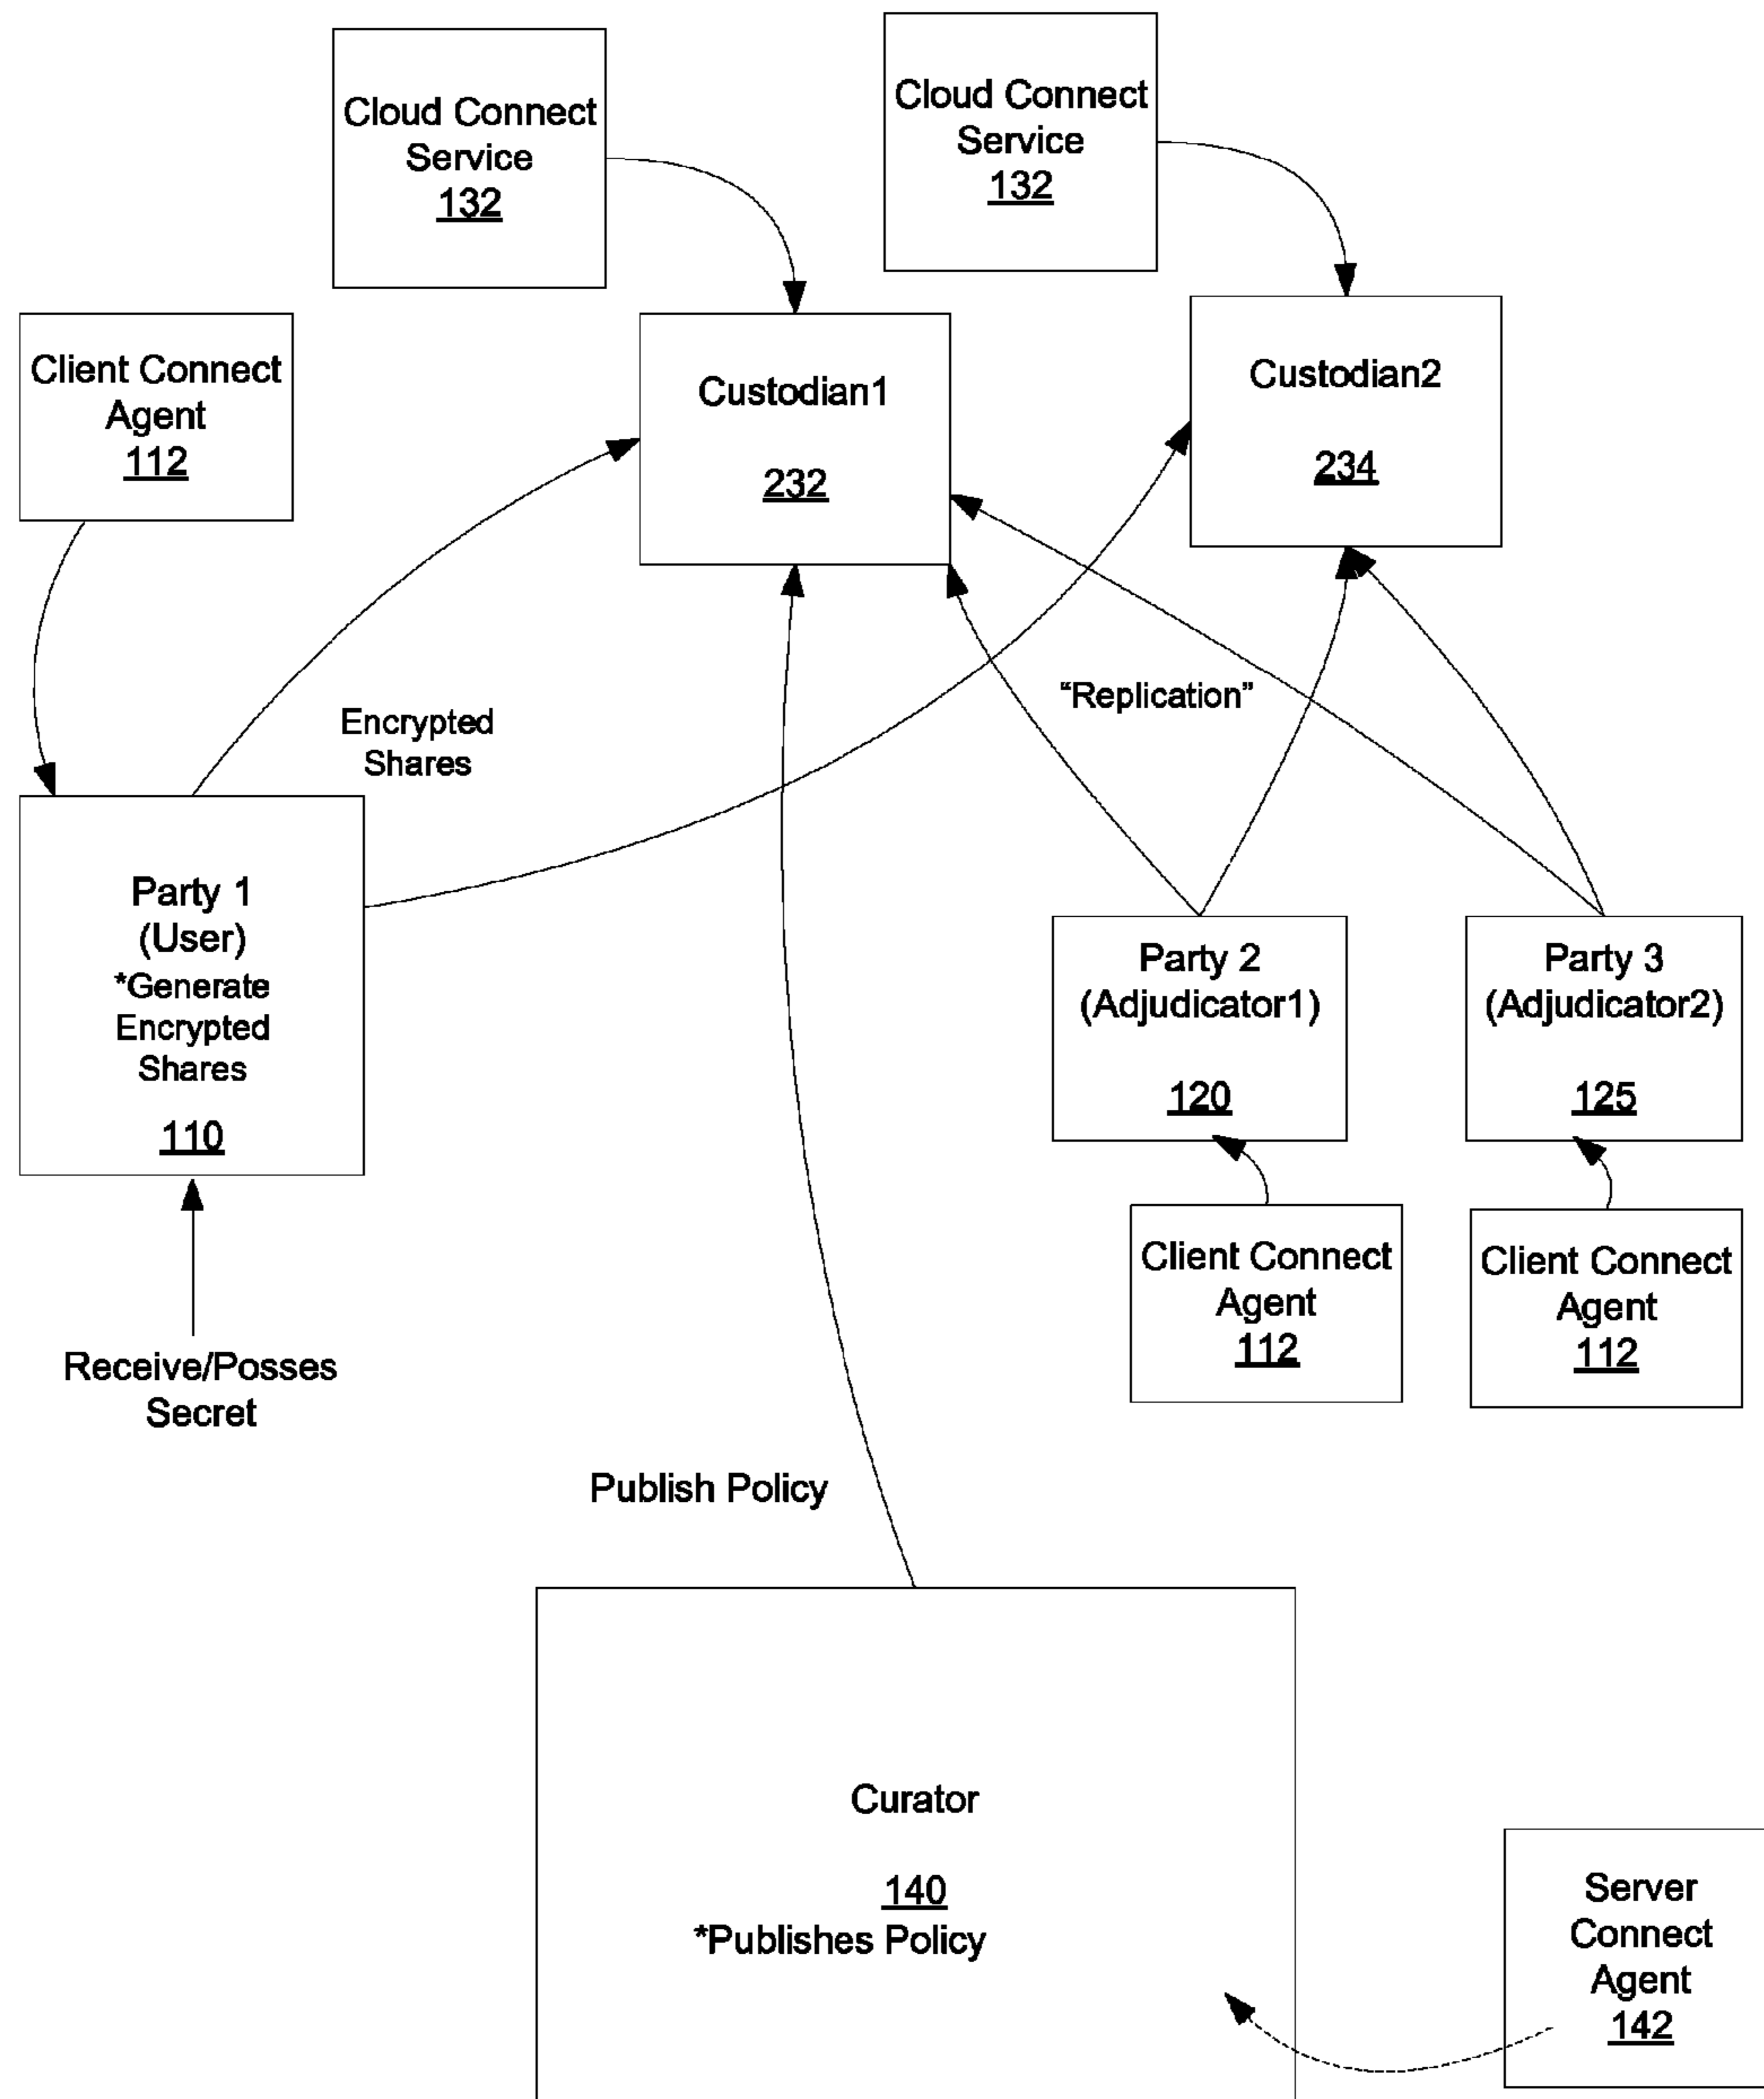 Cloud Connect
Service
132
Cloud Connect
Service
132
Client Connect
Agent
112
Custodian1
232
Custodian2
234
Encrypted
Shares
“Replication”
Party 1
(User)
*Generate
Encrypted
Shares
110
Party 2
(Adjudicator1)
120
Party 3
(Adjudicator2)
125
Client Connect
Agent
112
Client Connect
Agent
112
Receive/Posses
Secret
Publish Policy
Curator
140
*Publishes Policy
Server
Connect
Agent
142